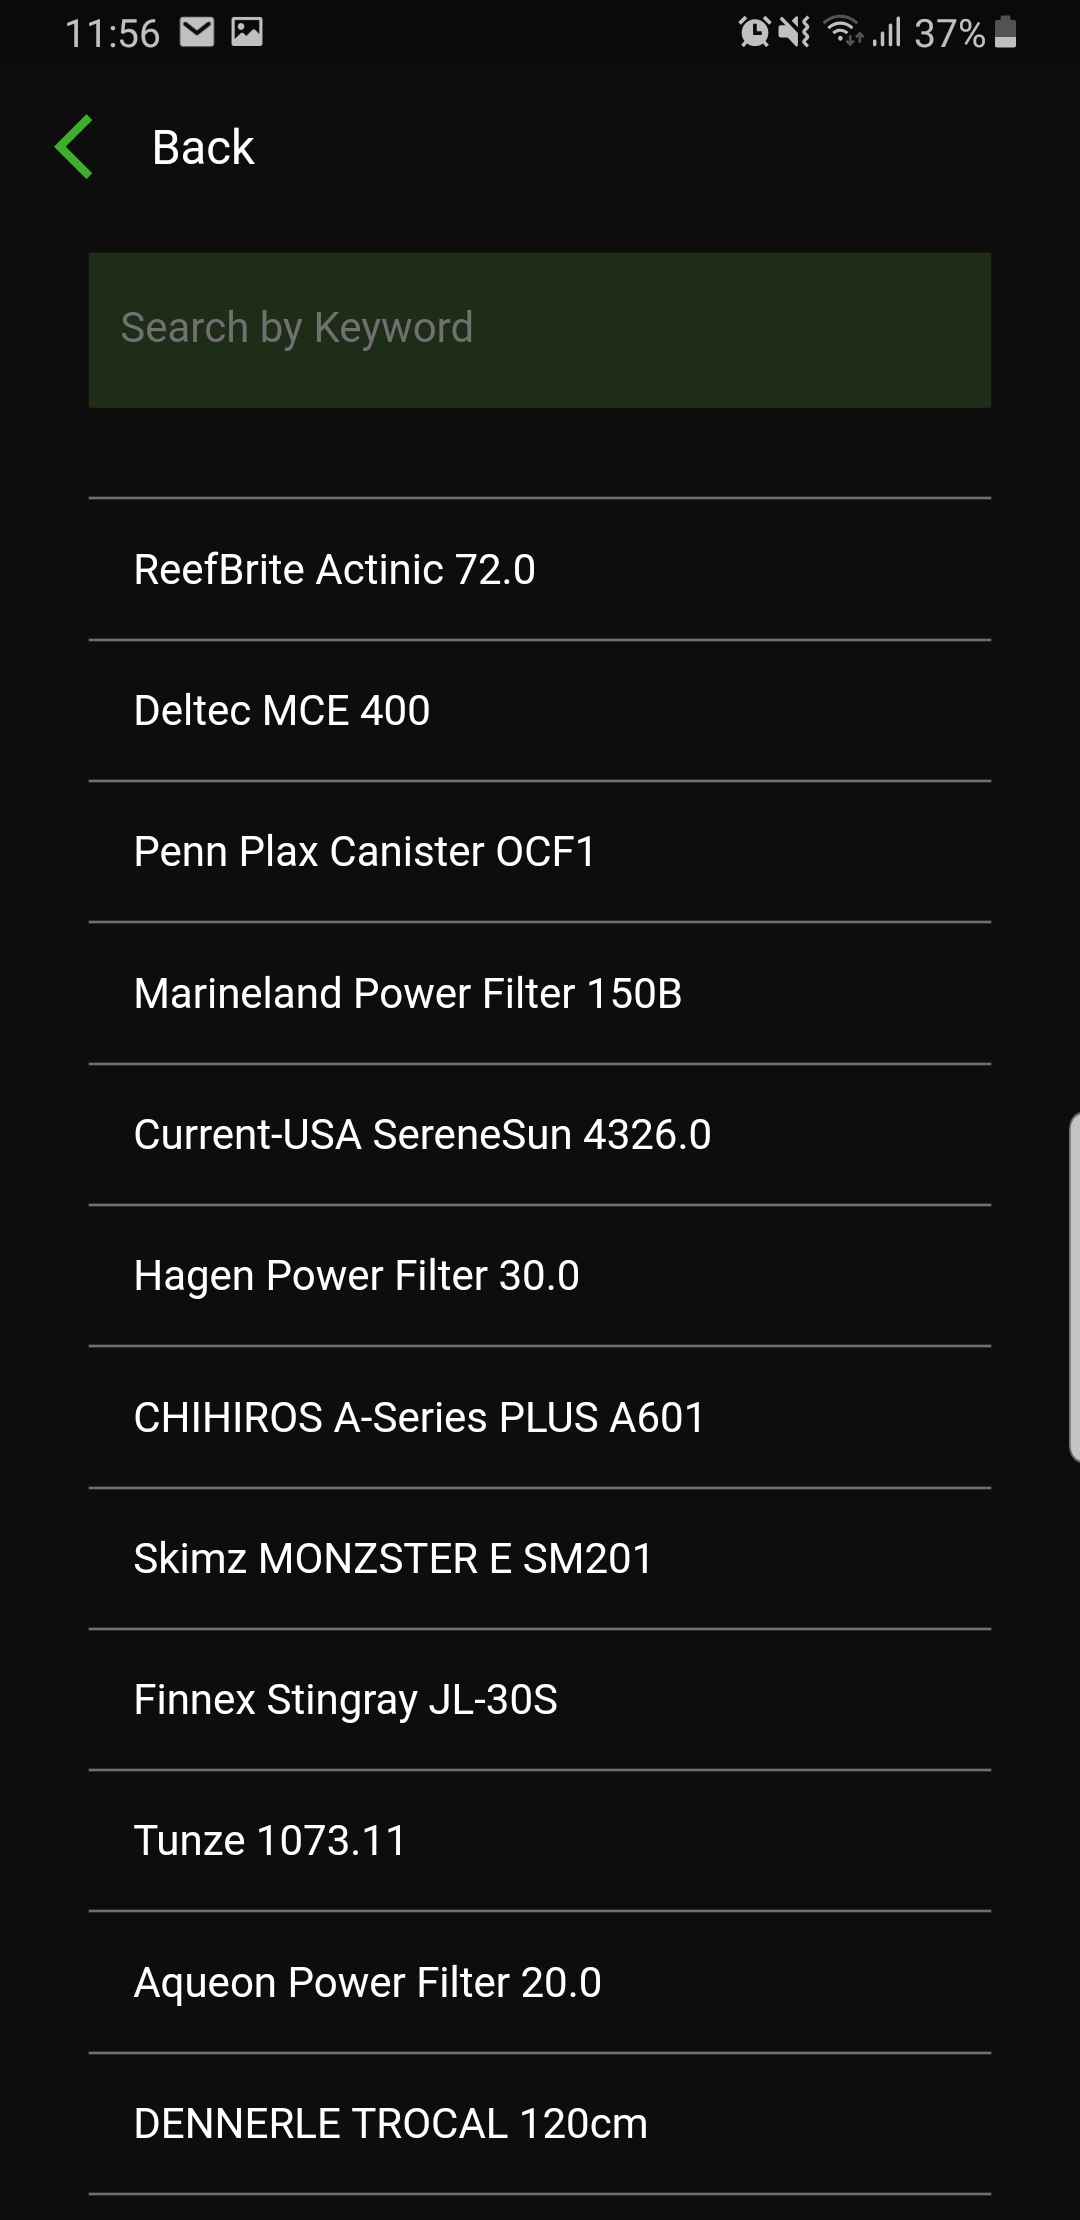 11:56
37%
Back
Search by Keyword
ReefBrite Actinic 72.0
Deltec MCE 400
Penn Plax Canister OCF1
Marineland Power Filter 150B
Current-USA SereneSun 4326.0
Hagen Power Filter 30.0
CHIHIROS A-Series PLUS A601
Skimz MONZSTER E SM201
Finnex Stingray JL-30S
Tunze 1073.11
Aqueon Power Filter 20.0
DENNERLE TROCAL 120cm